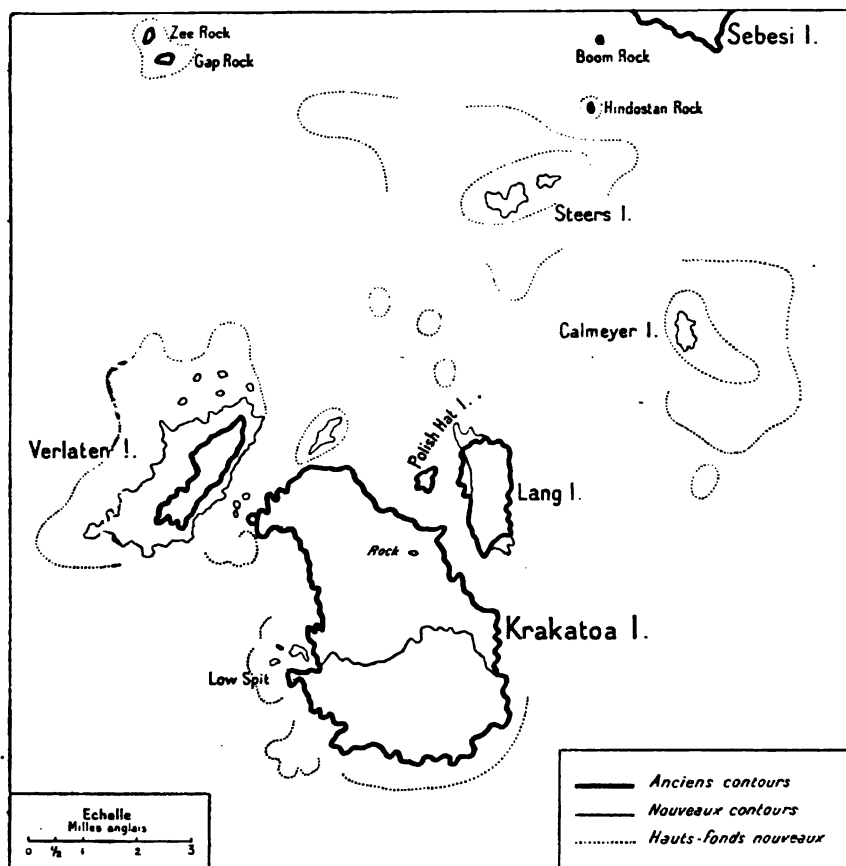 Zee Rock
Gap Rock
Sebesi I.
Boom Rock
Hindostan Rock
Steers I.
Calmeyer I.
Polish Hat I.
Verlaten I.
Lang I.
Rock
Krakatoa I.
Low Spit
Echelle
Milles anglais
0 ½ 1 2 3
Anciens contours
Nouveaux contours
Hauts-fonds nouveaux